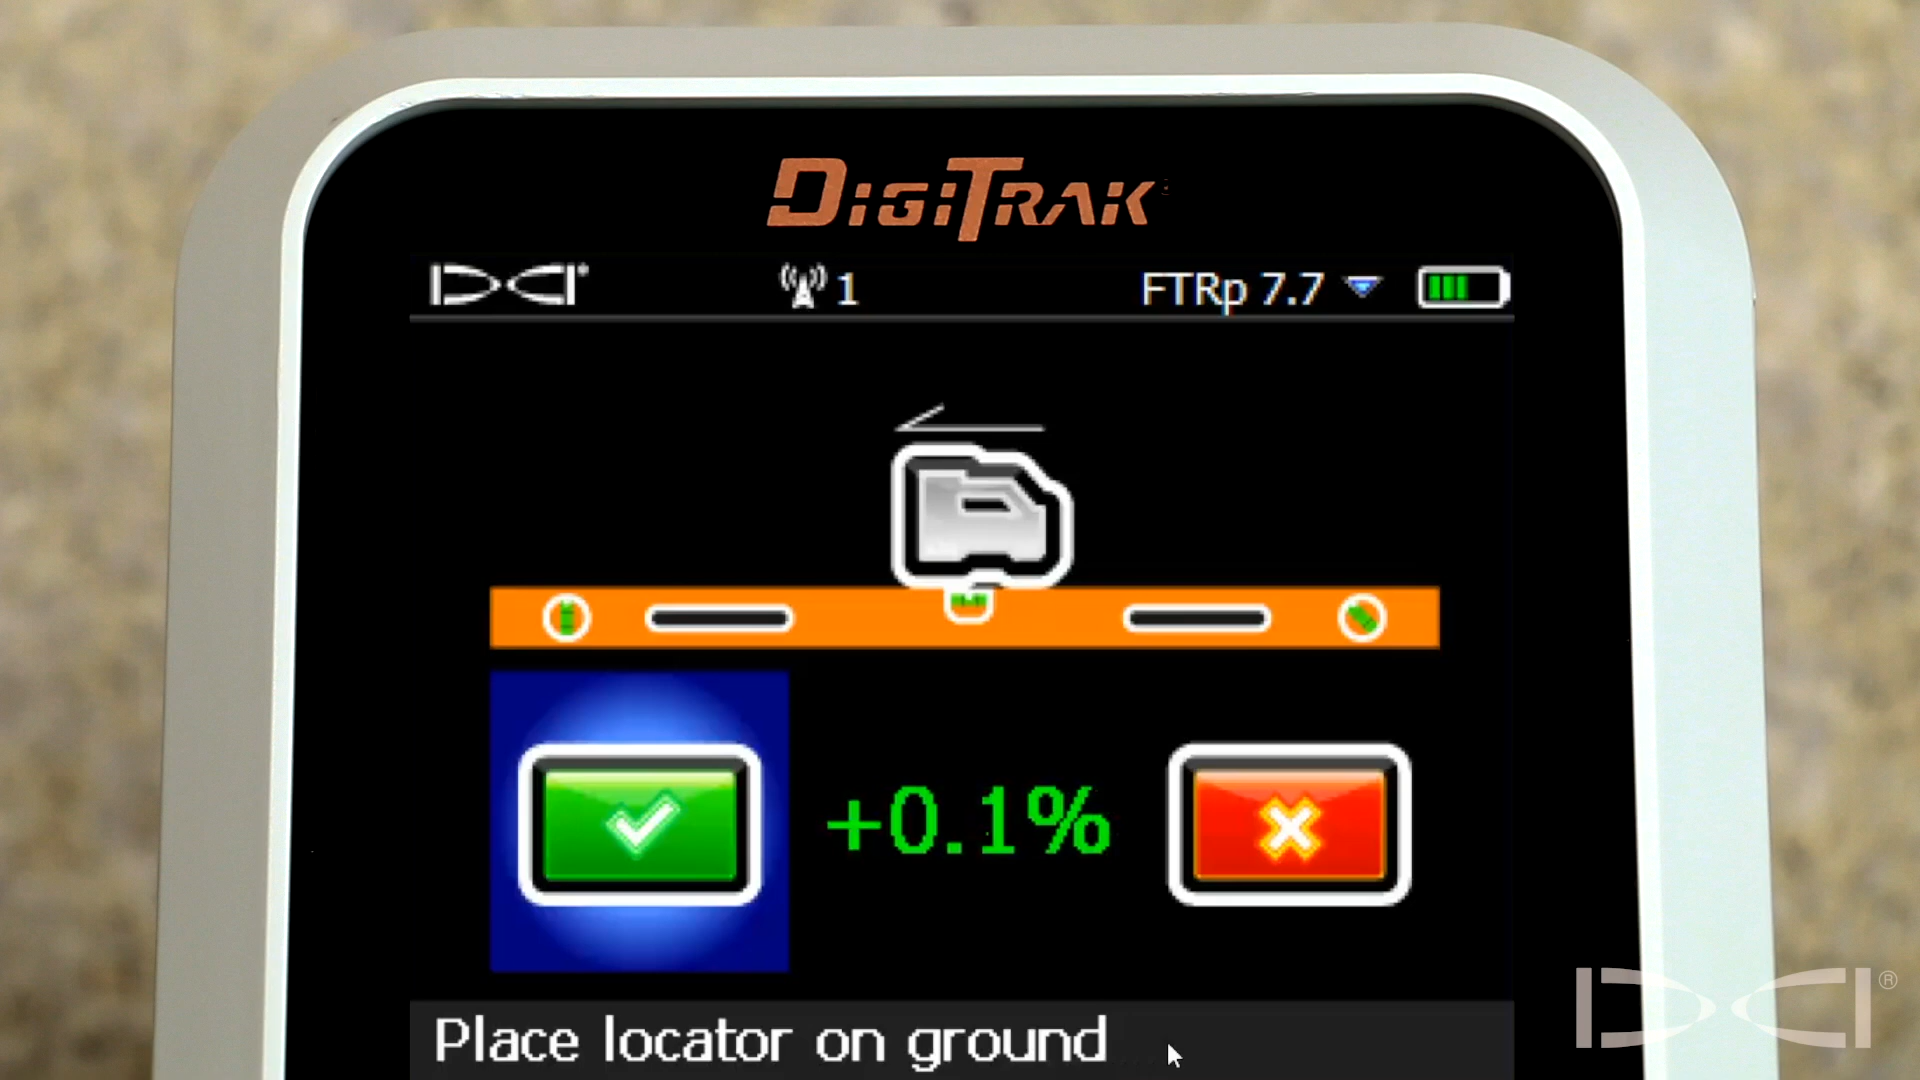 DIGITRAK
DCI
1
FTRp 7.7
+0.1%
Place locator on ground
DCI®